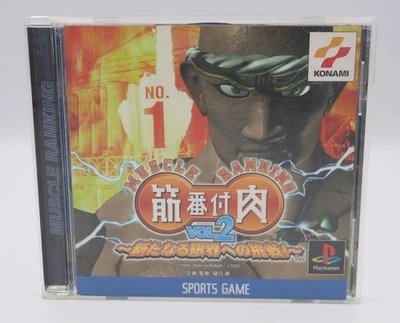 MUSCLE RANKING
KONAMI
NO.
1
MUSCLE RANKING
筋番付肉
VOL.2
～新たなる限界への挑戦！～
PlayStation
SPORTS GAME